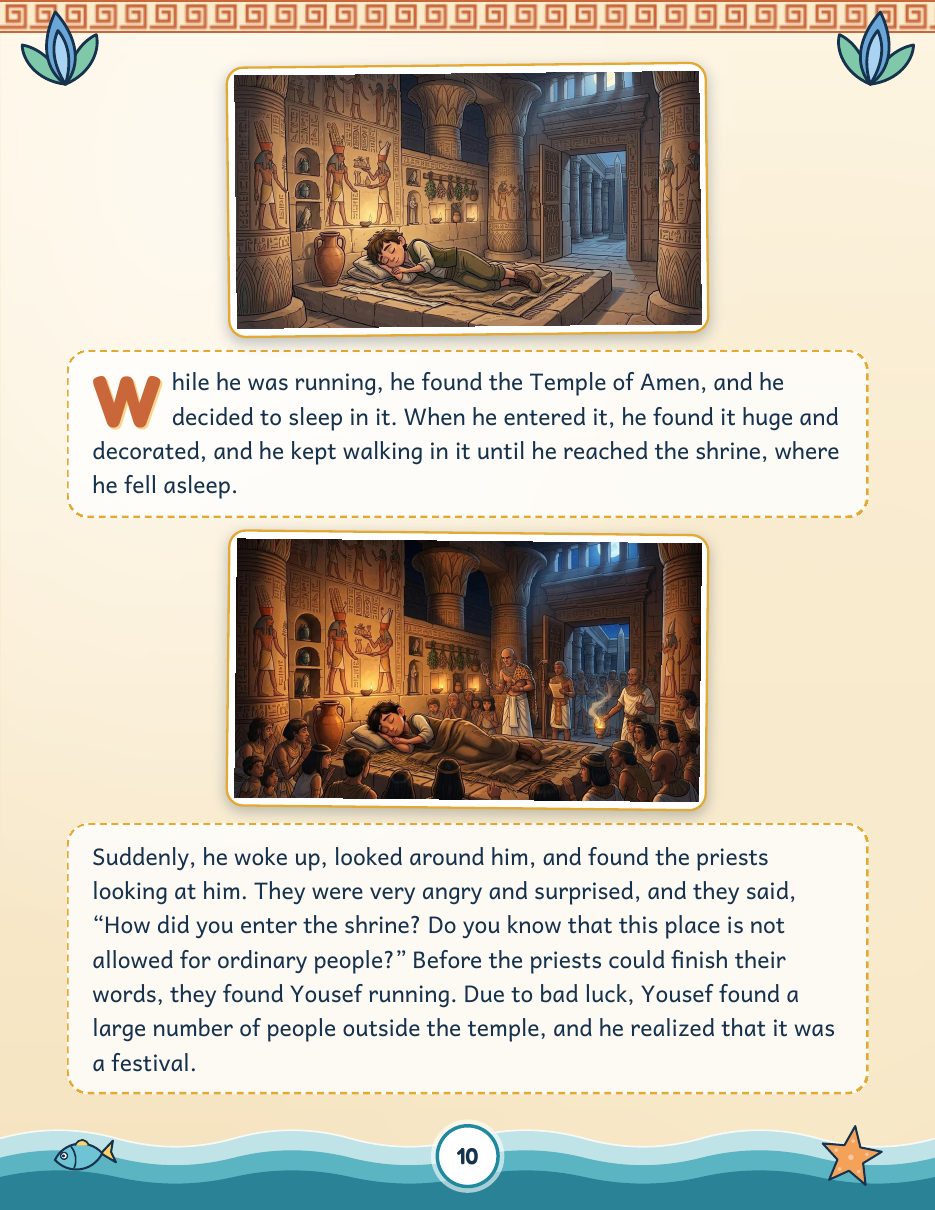 While he was running, he found the Temple of Amen, and he
decided to sleep in it. When he entered it, he found it huge and
decorated, and he kept walking in it until he reached the shrine, where
he fell asleep.
Suddenly, he woke up, looked around him, and found the priests
looking at him. They were very angry and surprised, and they said,
“How did you enter the shrine? Do you know that this place is not
allowed for ordinary people?” Before the priests could finish their
words, they found Yousef running. Due to bad luck, Yousef found a
large number of people outside the temple, and he realized that it was
a festival.
10